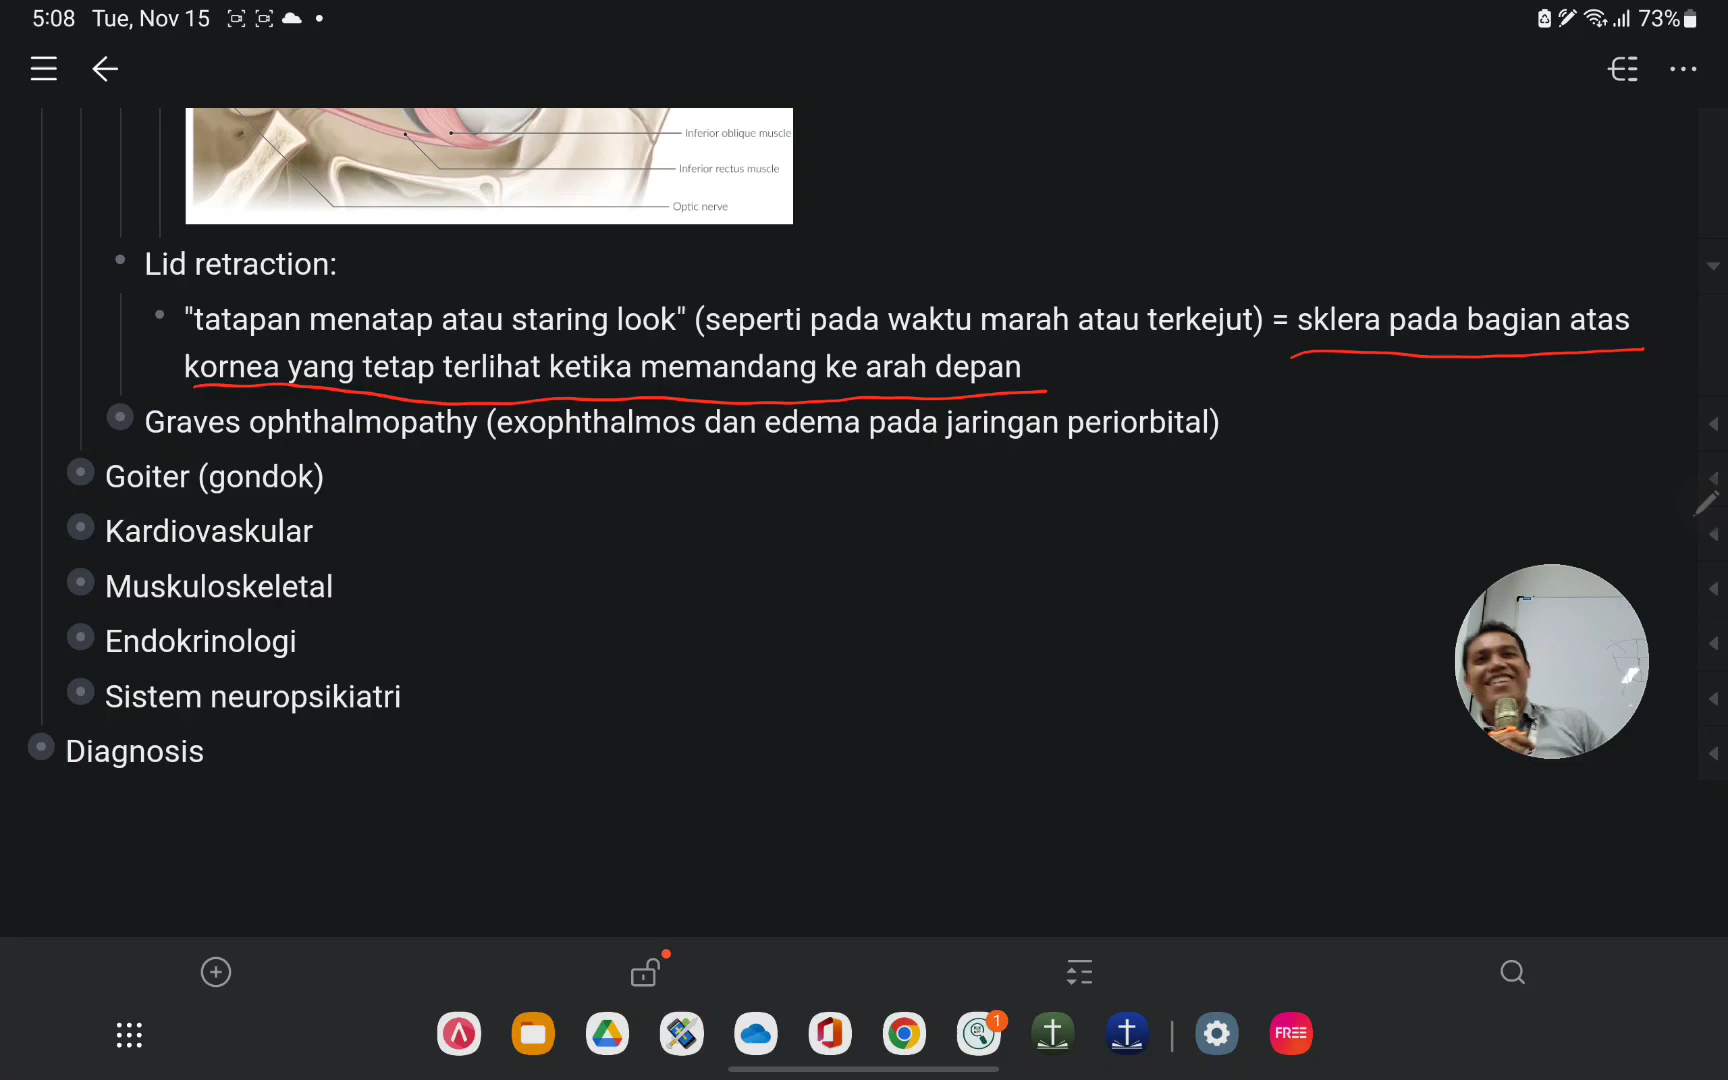 5:08 Tue, Nov 15
73%
Inferior oblique muscle
Inferior rectus muscle
Optic nerve
Lid retraction:
"tatapan menatap atau staring look" (seperti pada waktu marah atau terkejut) = sklera pada bagian atas
kornea yang tetap terlihat ketika memandang ke arah depan
Graves ophthalmopathy (exophthalmos dan edema pada jaringan periorbital)
Goiter (gondok)
Kardiovaskular
Muskuloskeletal
Endokrinologi
Sistem neuropsikiatri
Diagnosis
1
FREE